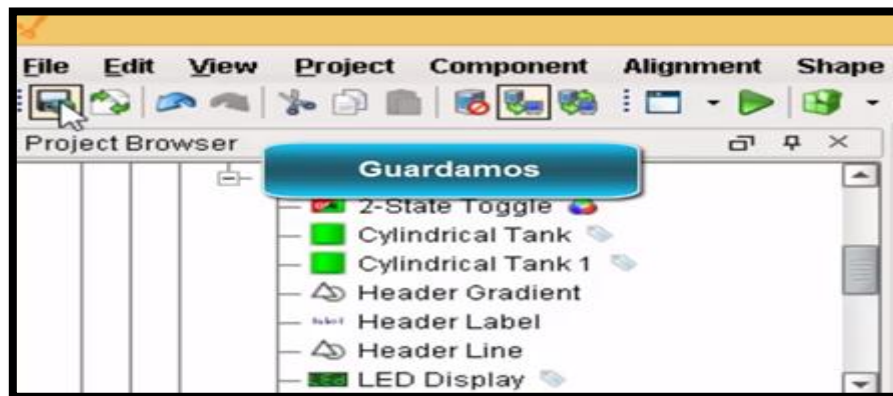 File Edit View Project Component Alignment Shape
Project Browser
Guardamos
2-State Toggle
Cylindrical Tank
Cylindrical Tank 1
Header Gradient
label Header Label
Header Line
LED Display